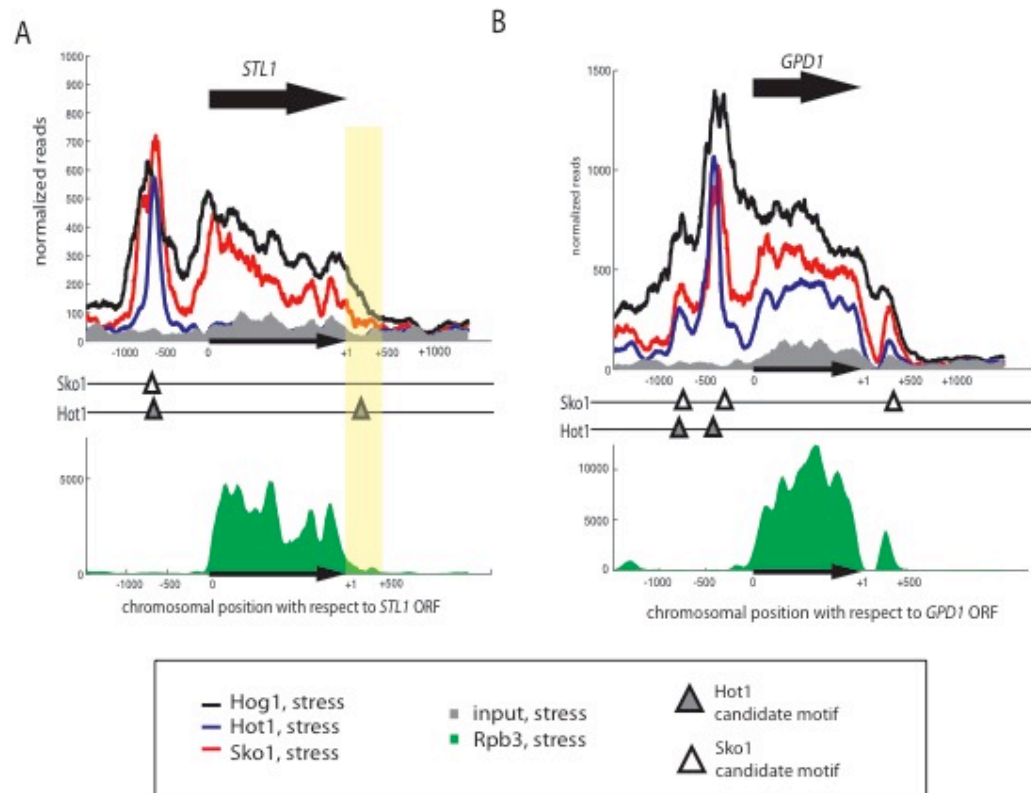 A
STL1
1000
900
800
700
600
500
400
300
200
100
0
normalized reads
-1000 -500 0 +1 +500 +1000
Sko1
Hot1
5000
0
-1000 -500 0 +1 +500
chromosomal position with respect to STL1 ORF
B
GPD1
1500
1000
500
0
normalized reads
-1000 -500 0 +1 +500 +1000
Sko1
Hot1
10000
5000
0
-1000 -500 0 +1 +500
chromosomal position with respect to GPD1 ORF
Hog1, stress
Hot1, stress
Sko1, stress
input, stress
Rpb3, stress
Hot1
candidate motif
Sko1
candidate motif